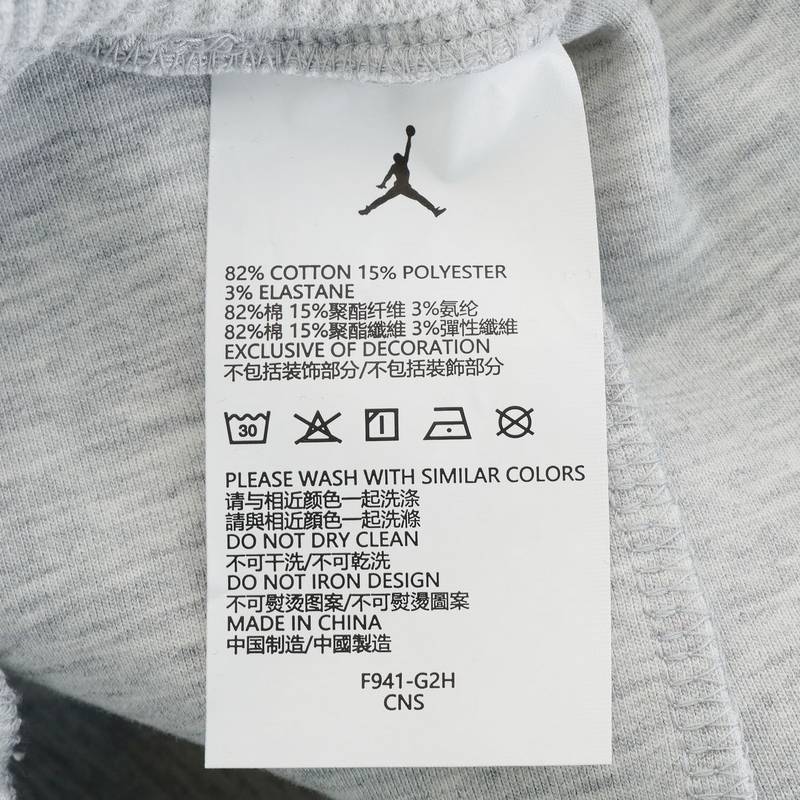 82% COTTON 15% POLYESTER
3% ELASTANE
82%棉 15%聚酯纤维 3%氨纶
82%棉 15%聚酯纖維 3%彈性纖維
EXCLUSIVE OF DECORATION
不包括装饰部分/不包括裝飾部分
30
PLEASE WASH WITH SIMILAR COLORS
请与相近颜色一起洗涤
請與相近顔色一起洗滌
DO NOT DRY CLEAN
不可干洗/不可乾洗
DO NOT IRON DESIGN
不可熨烫图案/不可熨燙圖案
MADE IN CHINA
中国制造/中國製造
F941-G2H
CNS